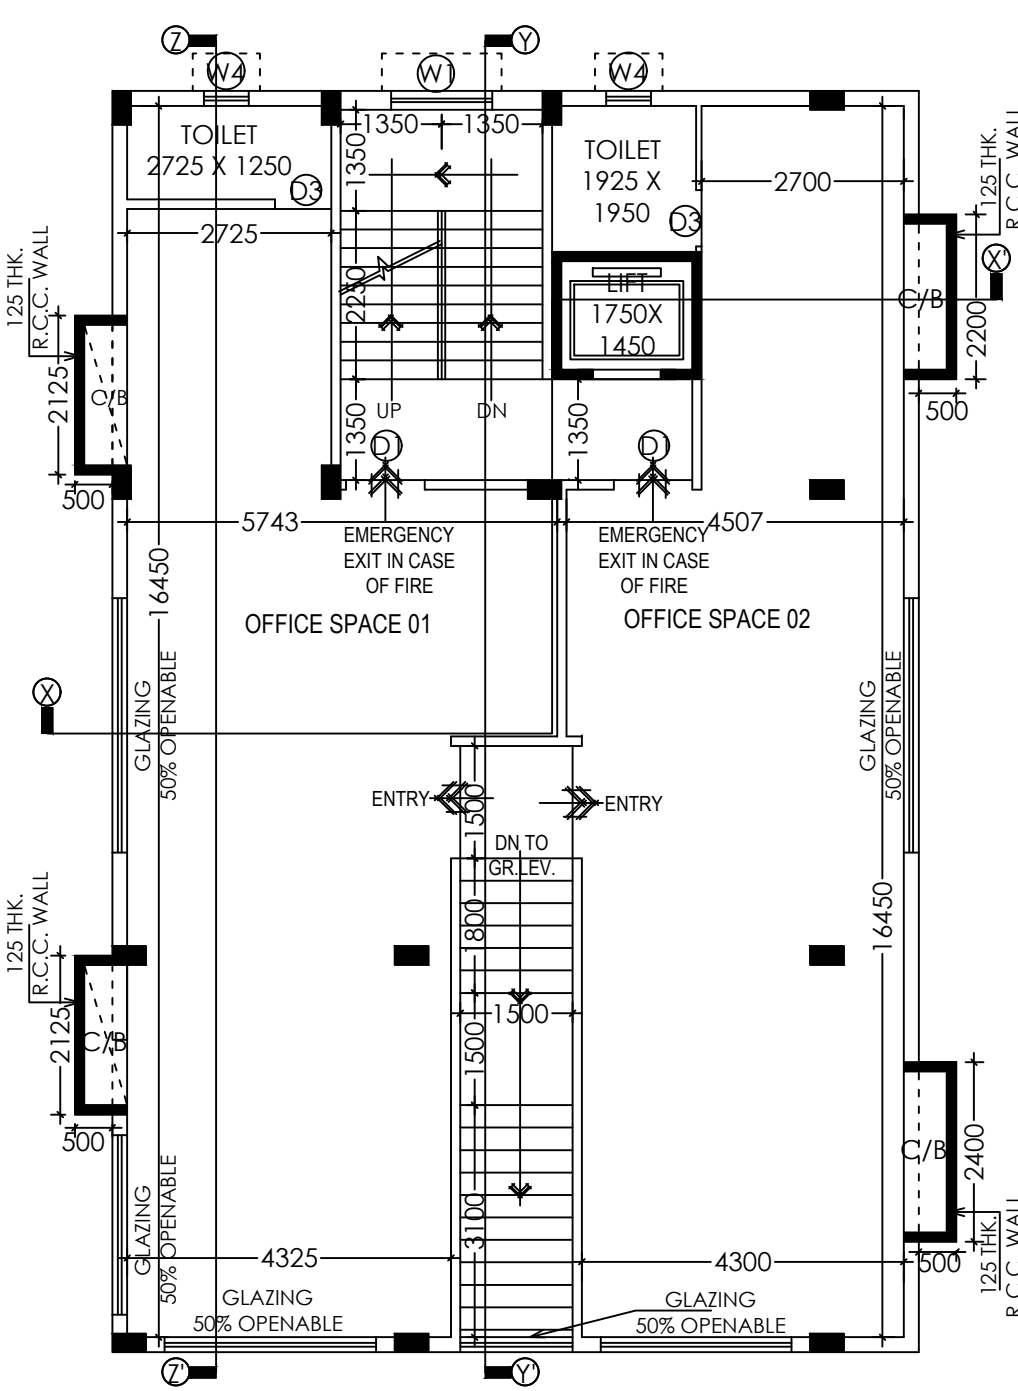 Z
Y
W4
W1
W4
1350
1350
TOILET
2725 X 1250
D3
1350
TOILET
1925 X
1950
D3
2700
125 THK.
R.C.C. WALL
2725
X'
125 THK.
R.C.C. WALL
2250
LIFT
1750X
1450
C/B
2200
2125
C/B
500
UP
DN
1350
1350
500
D1
D1
5743
4507
EMERGENCY
EXIT IN CASE
OF FIRE
EMERGENCY
EXIT IN CASE
OF FIRE
16450
OFFICE SPACE 01
OFFICE SPACE 02
X
GLAZING
50% OPENABLE
GLAZING
50% OPENABLE
ENTRY
1500
ENTRY
DN TO
GR.LEV.
125 THK.
R.C.C. WALL
1800
16450
2125
C/B
1500
1500
500
C/B
2400
GLAZING
50% OPENABLE
3100
4325
4300
500
125 THK.
R.C.C. WALL
GLAZING
50% OPENABLE
GLAZING
50% OPENABLE
Z'
Y'